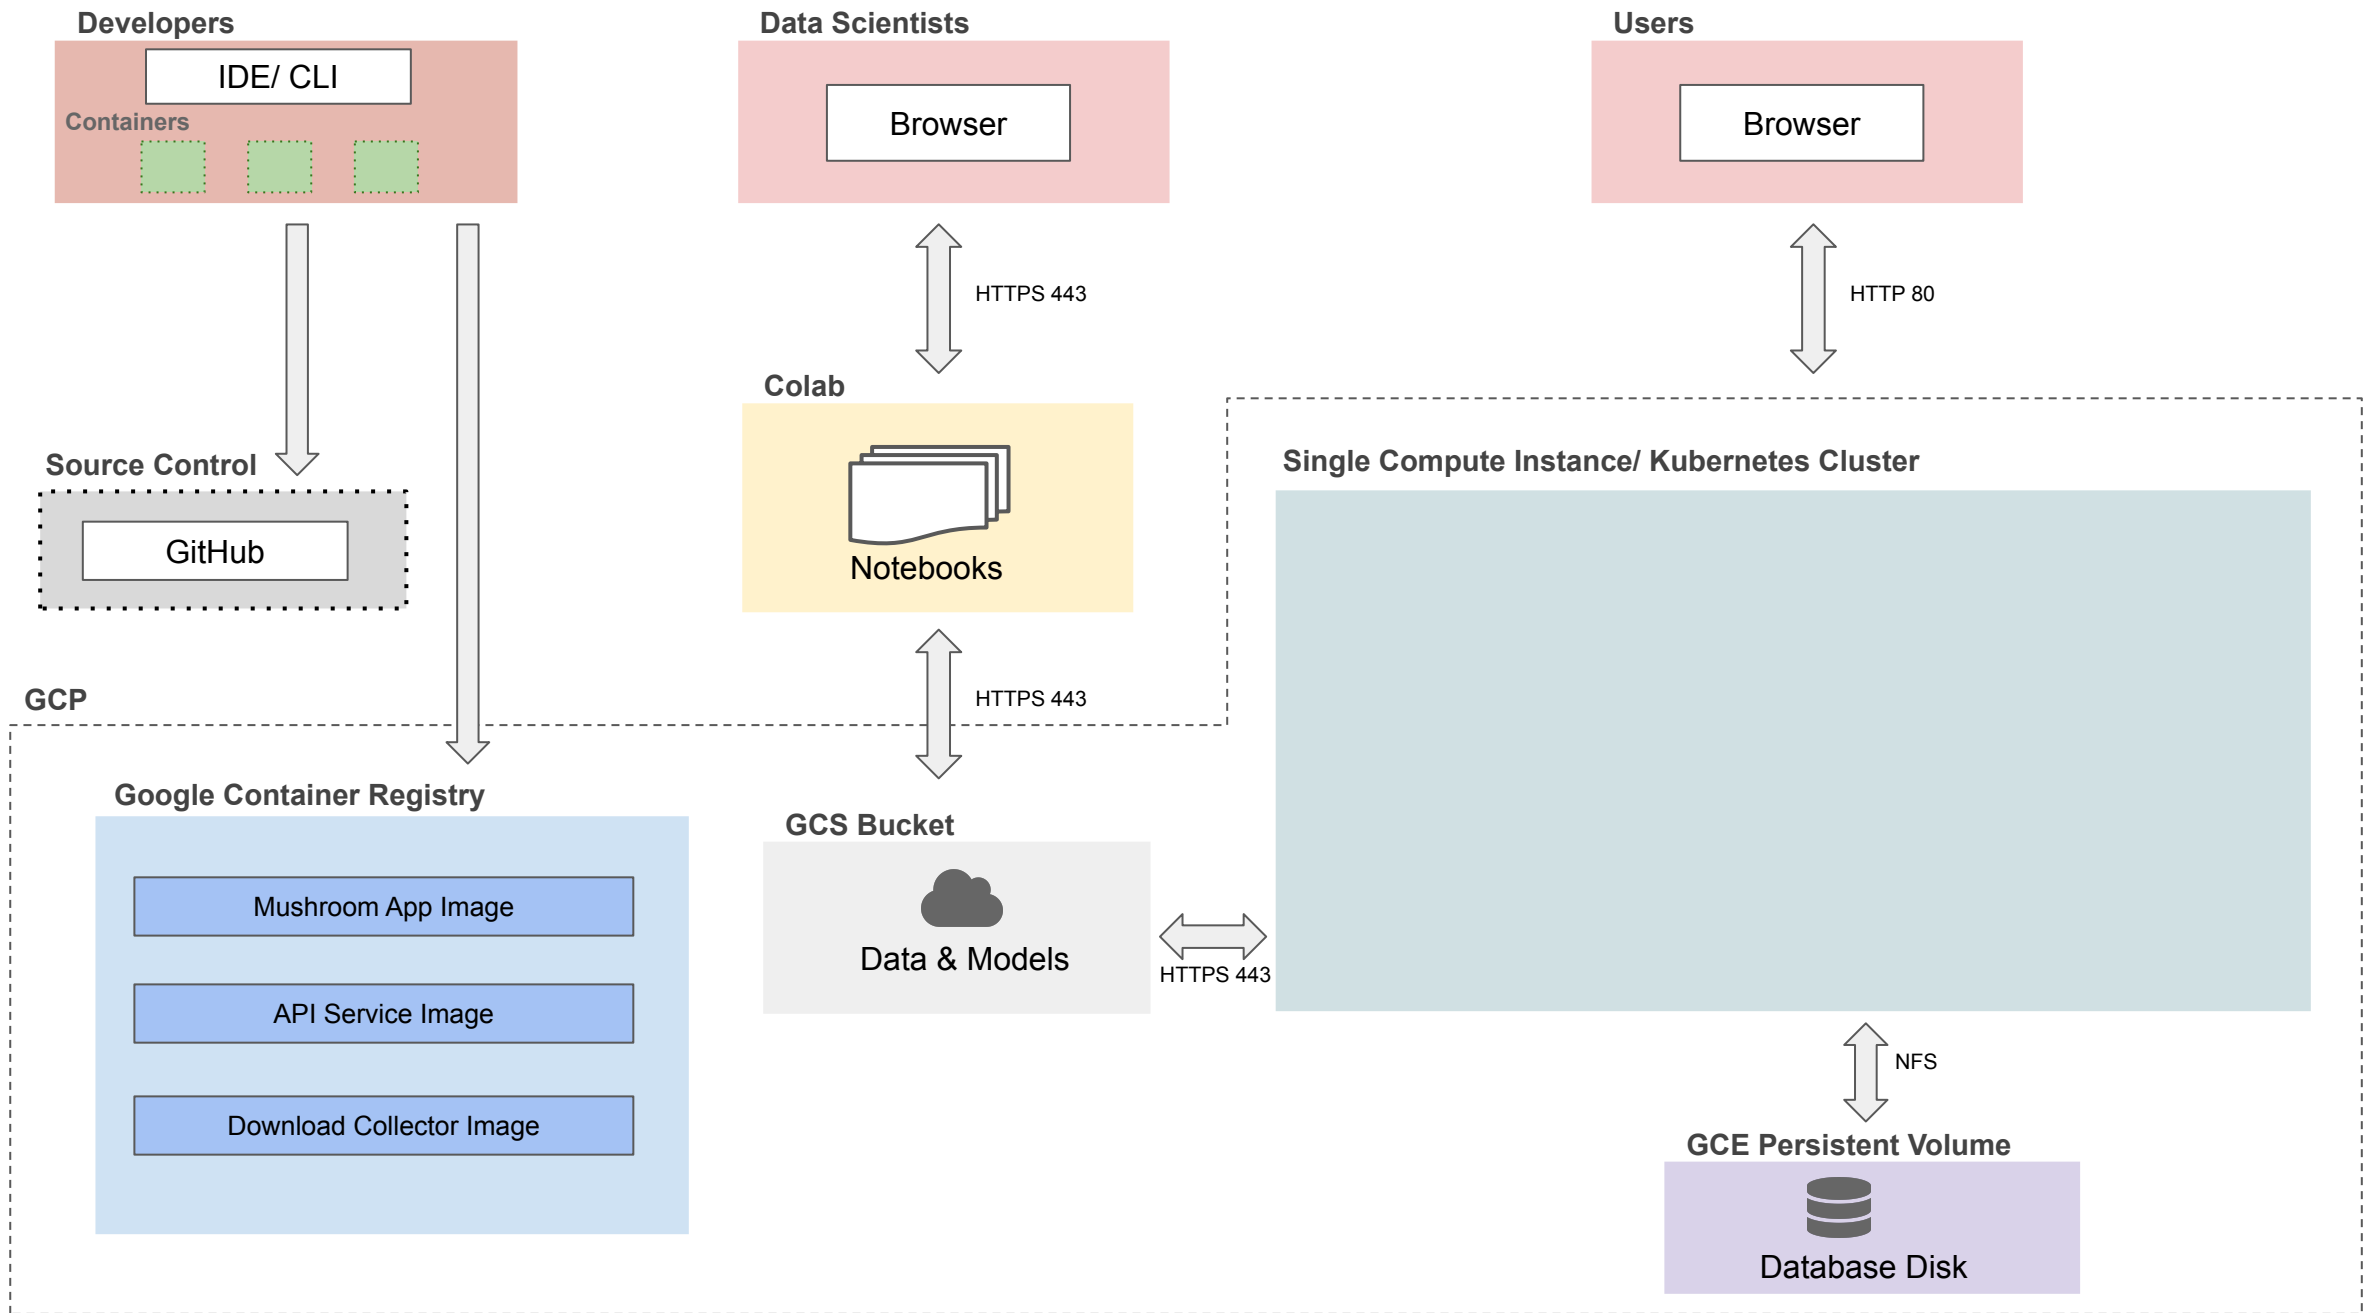 Developers
IDE/ CLI
Containers
Data Scientists
Browser
Users
Browser
HTTPS 443
HTTP 80
Colab
Notebooks
Source Control
GitHub
Single Compute Instance/ Kubernetes Cluster
HTTPS 443
GCP
Google Container Registry
Mushroom App Image
API Service Image
Download Collector Image
GCS Bucket
Data & Models
HTTPS 443
NFS
GCE Persistent Volume
Database Disk